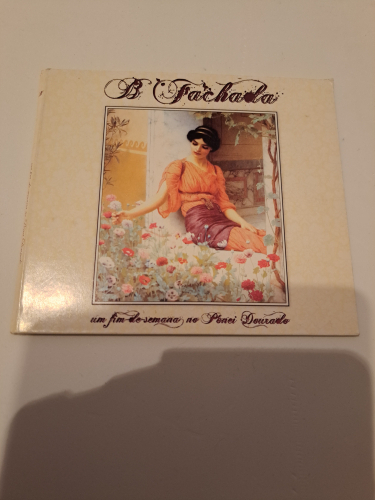 B Fachada
um fim-de-semana no Pónei Dourado